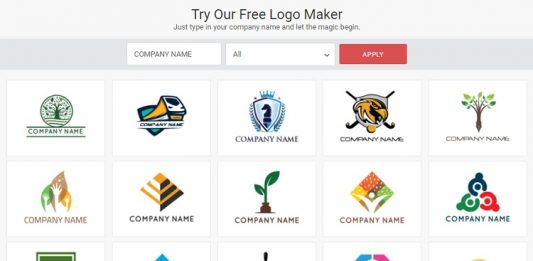 Try Our Free Logo Maker
Just type in your company name and let the magic begin.
COMPANY NAME All APPLY
COMPANY NAME COMPANY NAME COMPANY NAME COMPANY NAME COMPANY NAME
COMPANY NAME COMPANY NAME COMPANY NAME COMPANY NAME COMPANY NAME